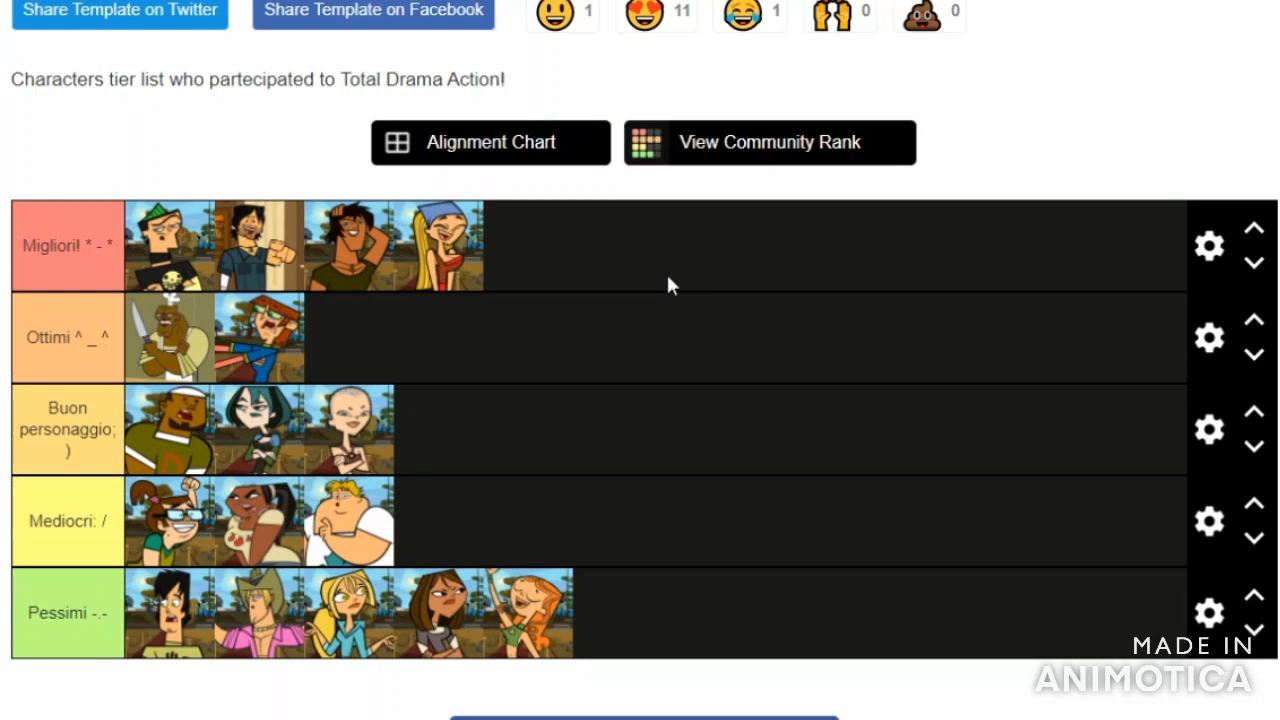 Share Template on Twitter
Share Template on Facebook
1
11
1
0
0
Characters tier list who partecipated to Total Drama Action!
Alignment Chart
View Community Rank
Migliori! * - *
Ottimi ^ _ ^
Buon
personaggio;
)
Mediocri: /
Pessimi -.-
MADE IN
ANIMOTICA